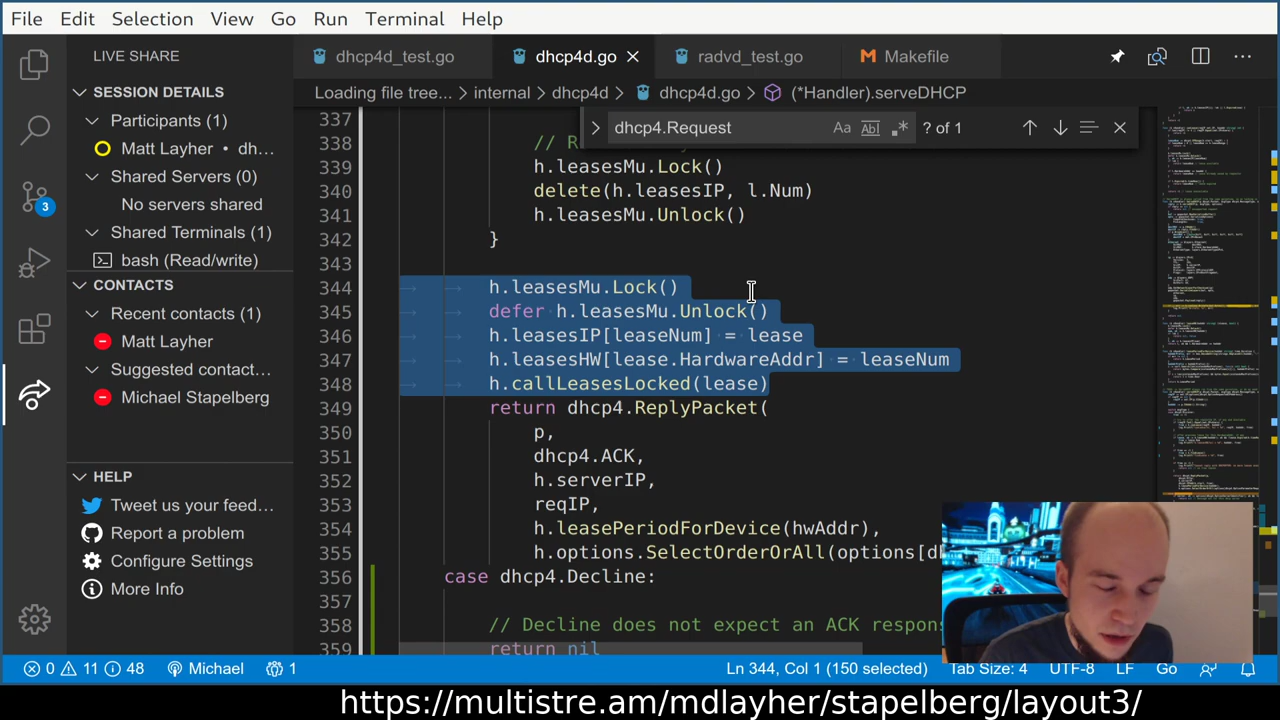 File Edit Selection View Go Run Terminal Help
LIVE SHARE
dhcp4d_test.go
dhcp4d.go
radvd_test.go
Makefile
SESSION DETAILS
Participants (1)
Matt Layher • dh...
Shared Servers (0)
No servers shared
Shared Terminals (1)
bash (Read/write)
CONTACTS
Recent contacts (1)
Matt Layher
Suggested contact...
Michael Stapelberg
HELP
Tweet us your feed...
Report a problem
Configure Settings
More Info
3
Loading file tree... > internal > dhcp4d > dhcp4d.go > (*Handler).serveDHCP
dhcp4.Request
Aa Abl .* ? of 1
337
338 // R
339 h.leasesMu.Lock()
340 delete(h.leasesIP, l.Num)
341 h.leasesMu.Unlock()
342 }
343
344 h.leasesMu.Lock()
345 defer h.leasesMu.Unlock()
346 h.leasesIP[leaseNum] = lease
347 h.leasesHW[lease.HardwareAddr] = leaseNum
348 h.callLeasesLocked(lease)
349 return dhcp4.ReplyPacket(
350 p,
351 dhcp4.ACK,
352 h.serverIP,
353 reqIP,
354 h.leasePeriodForDevice(hwAddr),
355 h.options.SelectOrderOrAll(options[d
356 case dhcp4.Decline:
357
358 // Decline does not expect an ACK respons
359 return nil
0 11 48 Michael 1
Ln 344, Col 1 (150 selected) Tab Size: 4 UTF-8 LF Go
https://multistre.am/mdlayher/stapelberg/layout3/